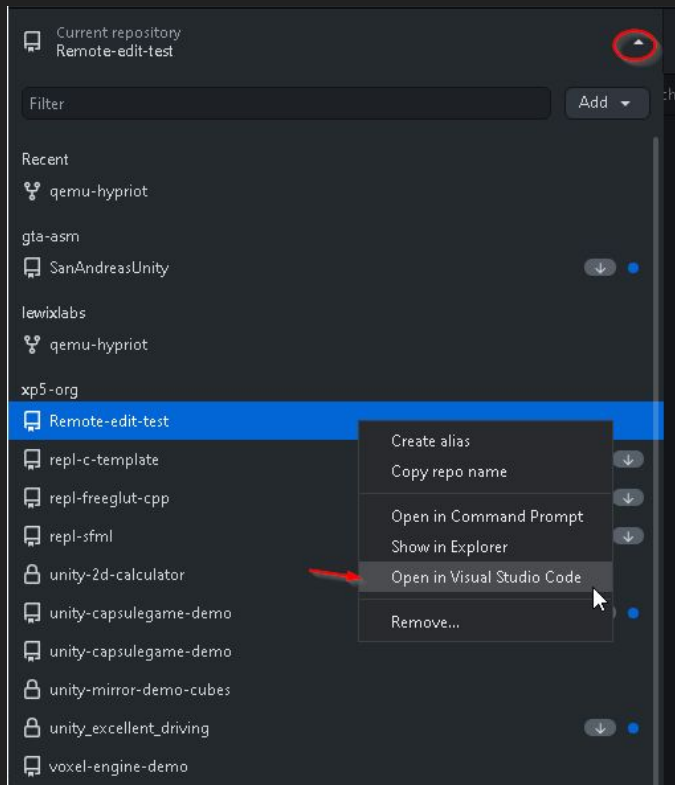 Current repository
Remote-edit-test
Filter
Add
Recent
qemu-hypriot
gta-asm
SanAndreasUnity
lewixlabs
qemu-hypriot
xp5-org
Remote-edit-test
repl-c-template
repl-freeglut-cpp
repl-sfml
unity-2d-calculator
unity-capsulegame-demo
unity-capsulegame-demo
unity-mirror-demo-cubes
unity_excellent_driving
voxel-engine-demo
Create alias
Copy repo name
Open in Command Prompt
Show in Explorer
Open in Visual Studio Code
Remove...